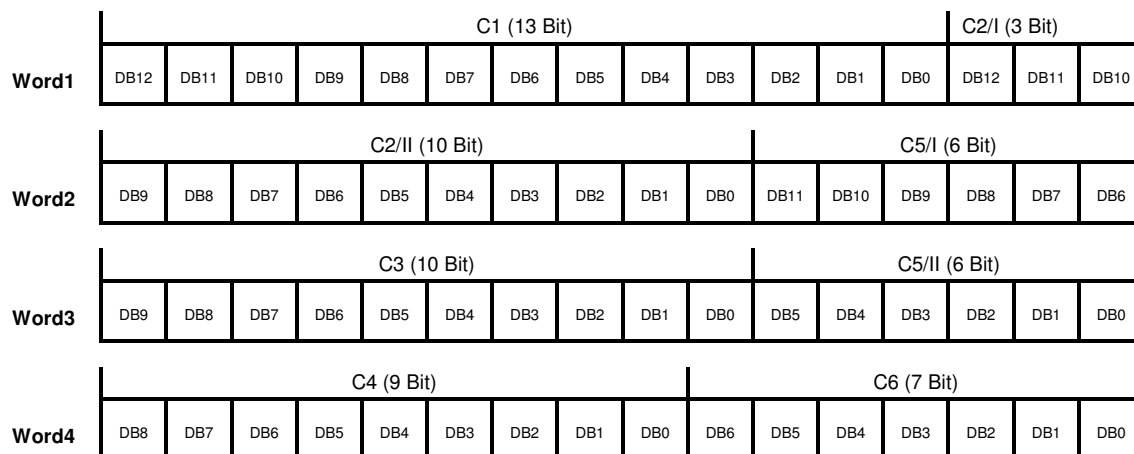 C1 (13 Bit) C2/I (3 Bit)
Word1 DB12 DB11 DB10 DB9 DB8 DB7 DB6 DB5 DB4 DB3 DB2 DB1 DB0 DB12 DB11 DB10
C2/II (10 Bit) C5/I (6 Bit)
Word2 DB9 DB8 DB7 DB6 DB5 DB4 DB3 DB2 DB1 DB0 DB11 DB10 DB9 DB8 DB7 DB6
C3 (10 Bit) C5/II (6 Bit)
Word3 DB9 DB8 DB7 DB6 DB5 DB4 DB3 DB2 DB1 DB0 DB5 DB4 DB3 DB2 DB1 DB0
C4 (9 Bit) C6 (7 Bit)
Word4 DB8 DB7 DB6 DB5 DB4 DB3 DB2 DB1 DB0 DB6 DB5 DB4 DB3 DB2 DB1 DB0